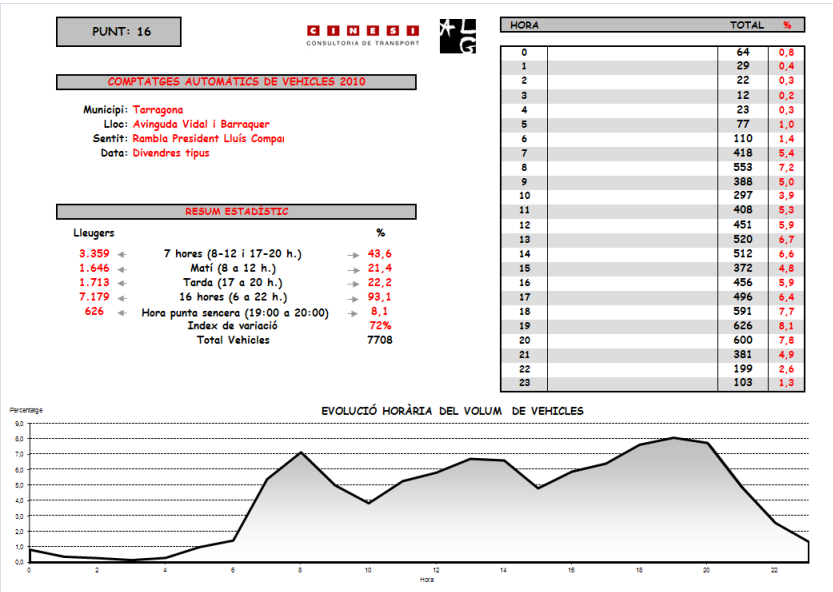 PUNT: 16
CINESI
CONSULTORIA DE TRANSPORT
ALG
COMPTATGES AUTOMÀTICS DE VEHICLES 2010
Municipi: Tarragona
Lloc: Avinguda Vidal i Barraquer
Sentit: Rambla President Lluís Compa
Data: Divendres tipus
RESUM ESTADÍSTIC
Lleugers %
3.359 7 hores (8-12 i 17-20 h.) 43,6
1.646 Matí (8 a 12 h.) 21,4
1.713 Tarda (17 a 20 h.) 22,2
7.179 16 hores (6 a 22 h.) 93,1
626 Hora punta sencera (19:00 a 20:00) 8,1
Index de variació 72%
Total Vehicles 7708
HORA TOTAL %
0 64 0,8
1 29 0,4
2 22 0,3
3 12 0,2
4 23 0,3
5 77 1,0
6 110 1,4
7 418 5,4
8 553 7,2
9 388 5,0
10 297 3,9
11 408 5,3
12 451 5,9
13 520 6,7
14 512 6,6
15 372 4,8
16 456 5,9
17 496 6,4
18 591 7,7
19 626 8,1
20 600 7,8
21 381 4,9
22 199 2,6
23 103 1,3
EVOLUCIÓ HORÀRIA DEL VOLUM DE VEHICLES
Percentatge
9,0
8,0
7,0
6,0
5,0
4,0
3,0
2,0
1,0
0,0
0 2 4 6 8 10 12 14 16 18 20 22
Hora